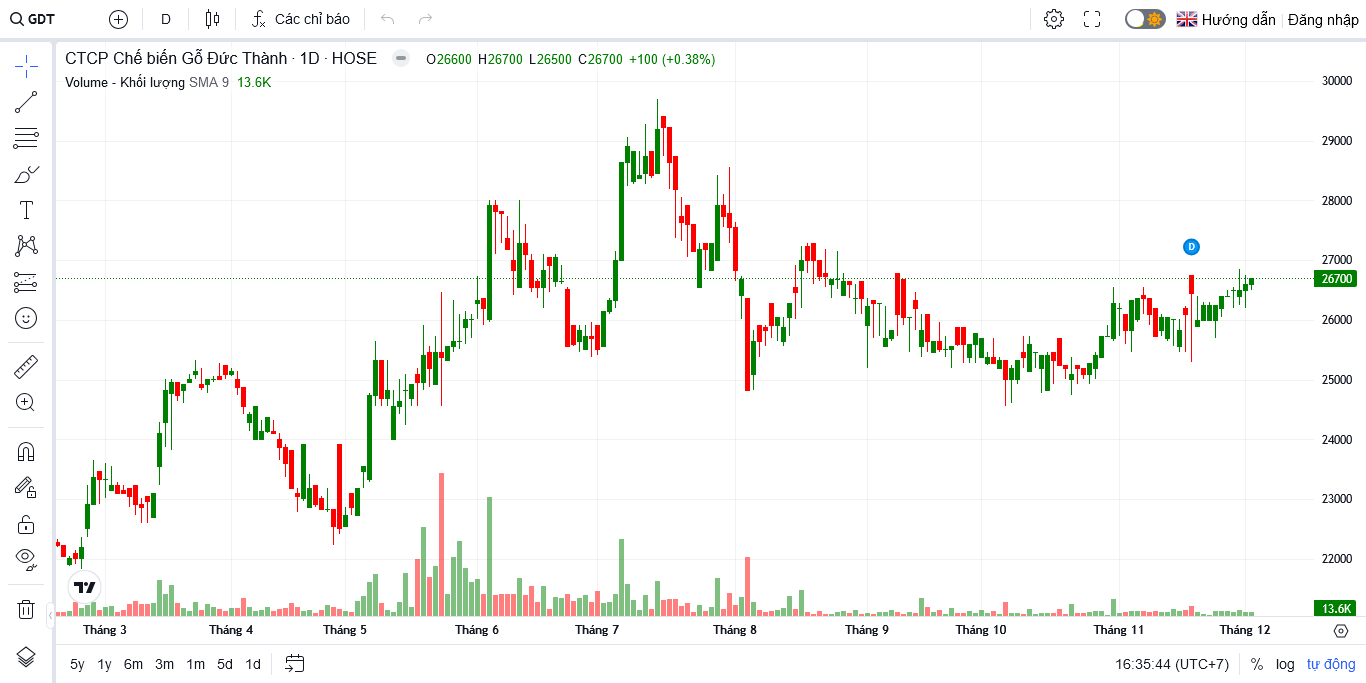 GDT D Các chỉ báo Hướng dẫn Đăng nhập
CTCP Chế biến Gỗ Đức Thành · 1D · HOSE O26600 H26700 L26500 C26700 +100 (+0.38%)
Volume - Khối lượng SMA 9 13.6K
30000
29000
28000
D
27000
26700
26000
25000
24000
23000
22000
13.6K
Tháng 3 Tháng 4 Tháng 5 Tháng 6 Tháng 7 Tháng 8 Tháng 9 Tháng 10 Tháng 11 Tháng 12
5y 1y 6m 3m 1m 5d 1d 16:35:44 (UTC+7) % log tự động